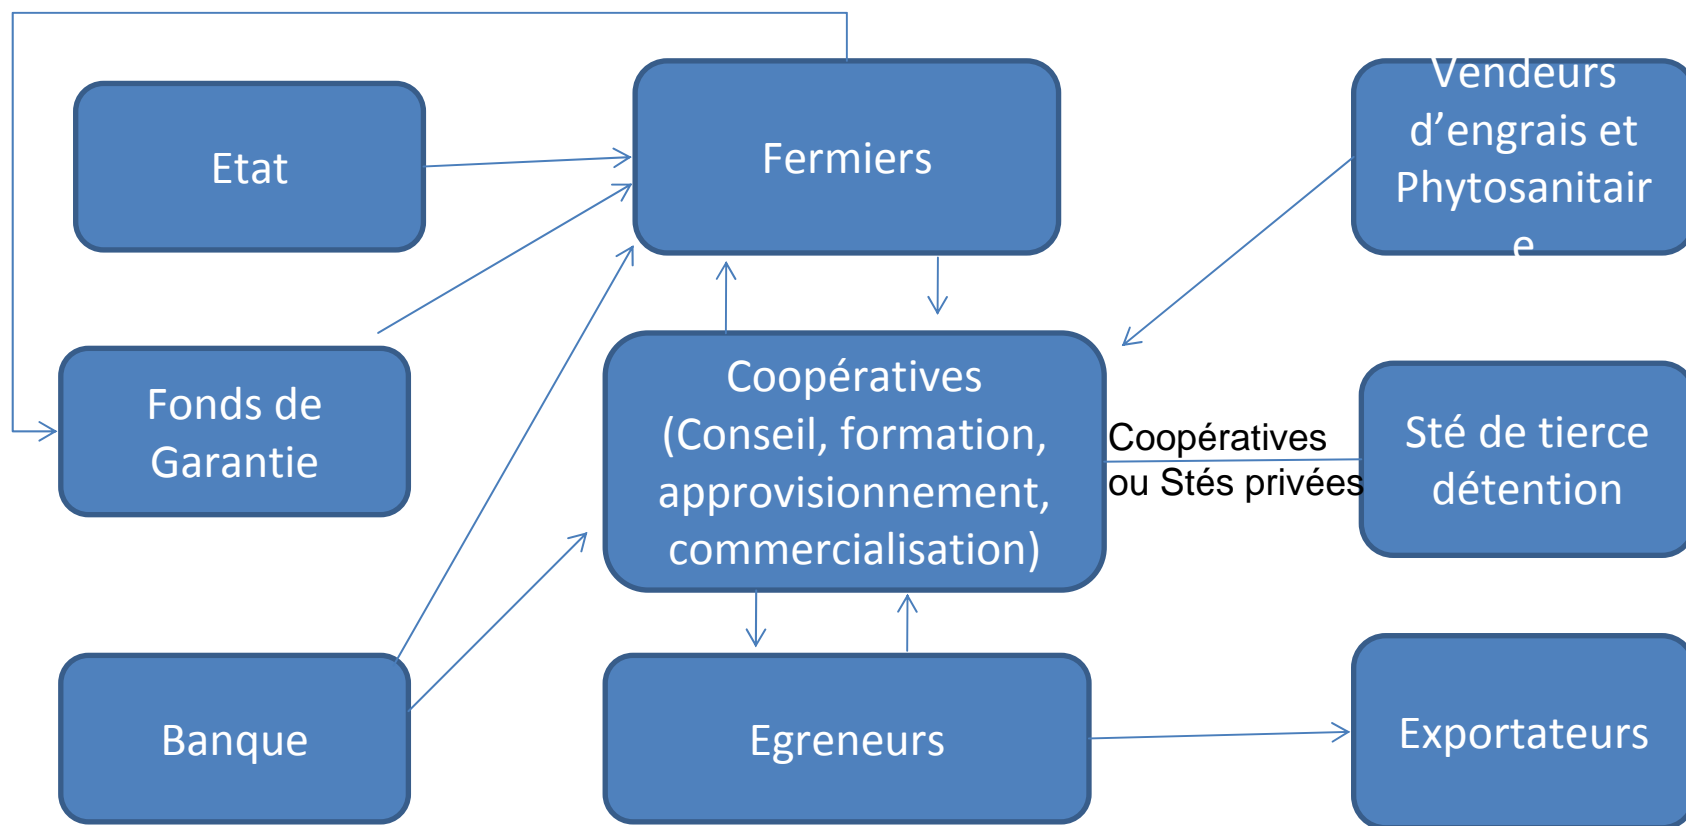 Etat
Fermiers
Vendeurs
d’engrais et
Phytosanitair
e
Fonds de
Garantie
Coopératives
(Conseil, formation,
approvisionnement,
commercialisation)
Coopératives
ou Stés privées
Sté de tierce
détention
Banque
Egreneurs
Exportateurs